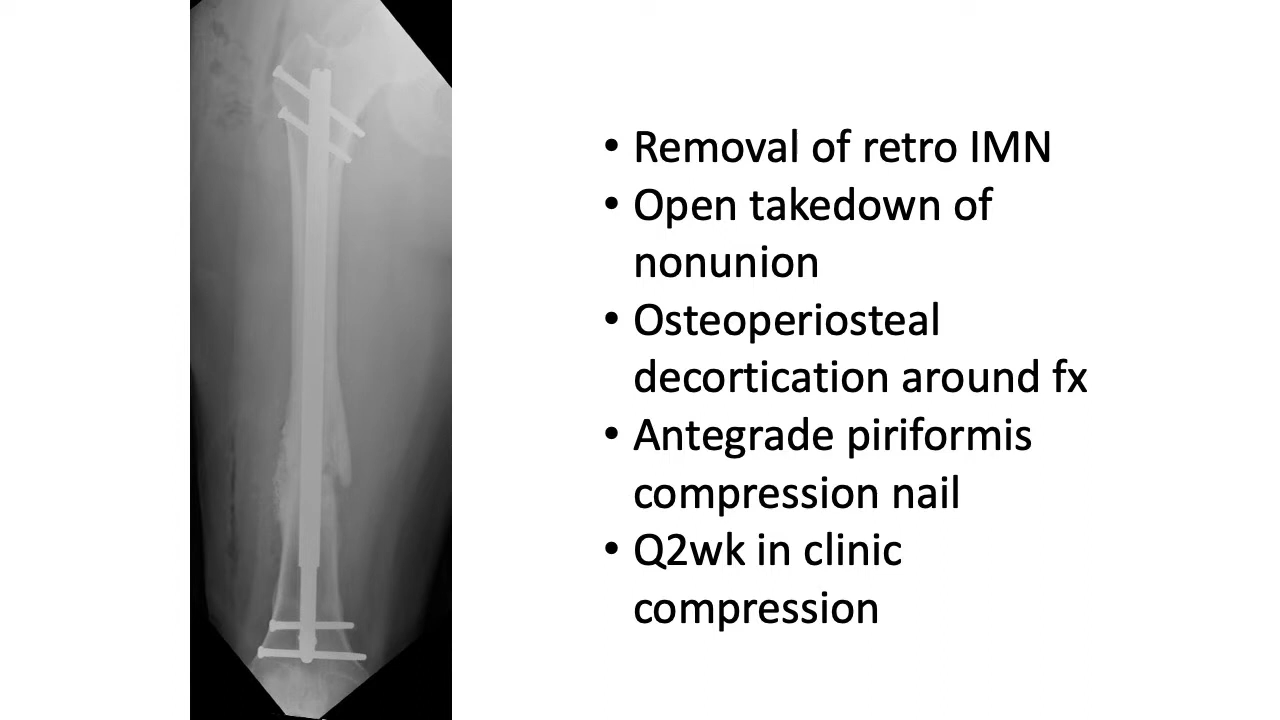 • Removal of retro IMN
• Open takedown of
nonunion
• Osteoperiosteal
decortication around fx
• Antegrade piriformis
compression nail
• Q2wk in clinic
compression